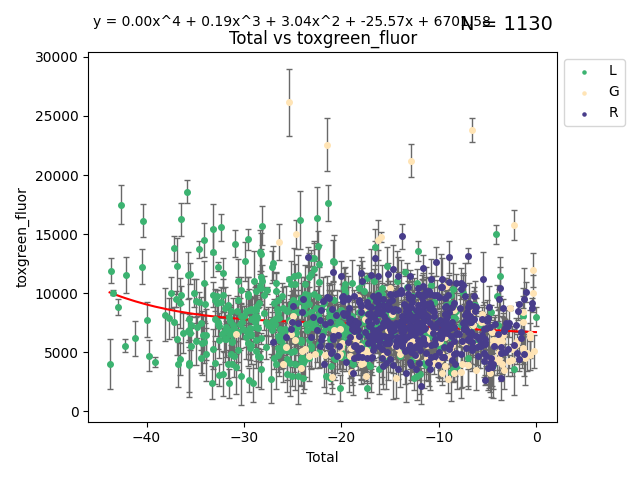 y = 0.00x^4 + 0.19x^3 + 3.04x^2 + -25.57x + 6701.58
N = 1130
Total vs toxgreen_fluor
30000
25000
20000
15000
10000
5000
0
toxgreen_fluor
−40
−30
−20
−10
0
Total
L
G
R